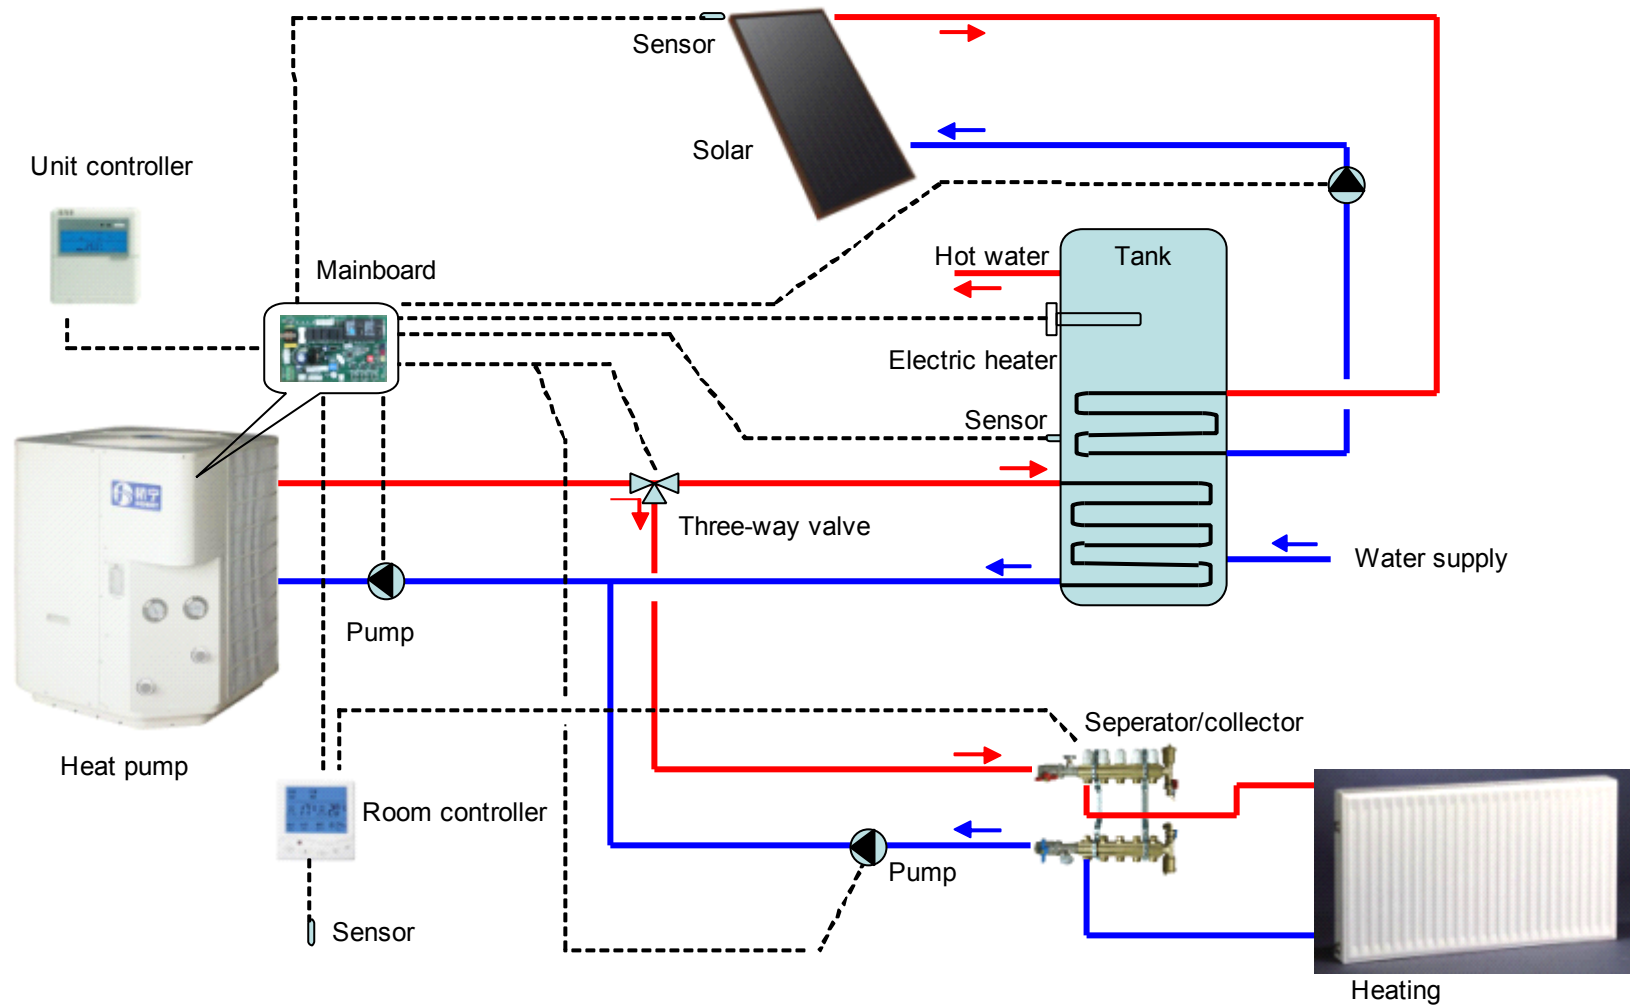 Sensor
Solar
Unit controller
Mainboard
Hot water
Tank
Electric heater
Sensor
Three-way valve
Water supply
Pump
Heat pump
Seperator/collector
Room controller
Pump
Sensor
Heating